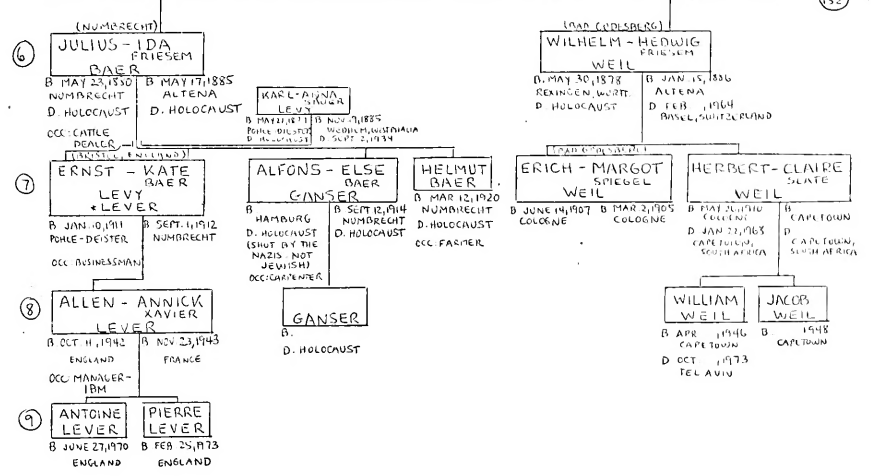 132
(NUMBRECHT)
(BAD GODESBERG)
6
JULIUS - IDA
FRIESEM
BAER
B MAY 23,1880
NUMBRECHT
D. HOLOCAUST
OCC: CATTLE
DEALER
B MAY 17,1885
ALTENA
D. HOLOCAUST
KARL-
LEVY
B MAY 21,
D HOLOCAUST
B NOV 9,1885
WESTPHALIA
D SEPT 2,1934
WILHELM - HEDWIG
FRIESEM
WEIL
B. MAY 30,1878
REXINGEN, WÜRTT.
D HOLOCAUST
B JAN. 15, 1886
ALTENA
D FEB. ,1964
BASEL, SWITZERLAND
(BRISTOL, ENGLAND)
(BAD GODESBERG)
7
ERNST - KATE
BAER
LEVY
*LEVER
B JAN. 10,1911
POHLE-DEISTER
OCC: BUSINESSMAN
B SEPT. 1,1912
NUMBRECHT
ALFONS - ELSE
BAER
GANSER
B
HAMBURG
D. HOLOCAUST
(SHOT BY THE
NAZIS - NOT
JEWISH)
OCC: CARPENTER
B SEPT 12,1914
NUMBRECHT
D. HOLOCAUST
HELMUT
BAER
B MAR 12,1920
NUMBRECHT
D. HOLOCAUST
OCC: FARMER
ERICH - MARGOT
SPIEGEL
WEIL
B JUNE 14,1907
COLOGNE
B MAR 2,1905
COLOGNE
HERBERT - CLAIRE
SLATE
WEIL
B MAY 26,1910
COLOGNE
D JAN 22,1968
CAPETOWN,
SOUTH AFRICA
B
CAPETOWN
D
CAPETOWN,
SOUTH AFRICA
8
ALLEN - ANNICK
XAVIER
LEVER
B OCT. 11,1942
ENGLAND
OCC: MANAGER-
IBM
B NOV 23,1943
FRANCE
GANSER
B.
D. HOLOCAUST
WILLIAM
WEIL
B APR ,1946
CAPETOWN
D OCT ,1973
TEL AVIV
JACOB
WEIL
B. 1948
CAPETOWN
9
ANTOINE
LEVER
B JUNE 27,1970
ENGLAND
PIERRE
LEVER
B FEB 25,1973
ENGLAND